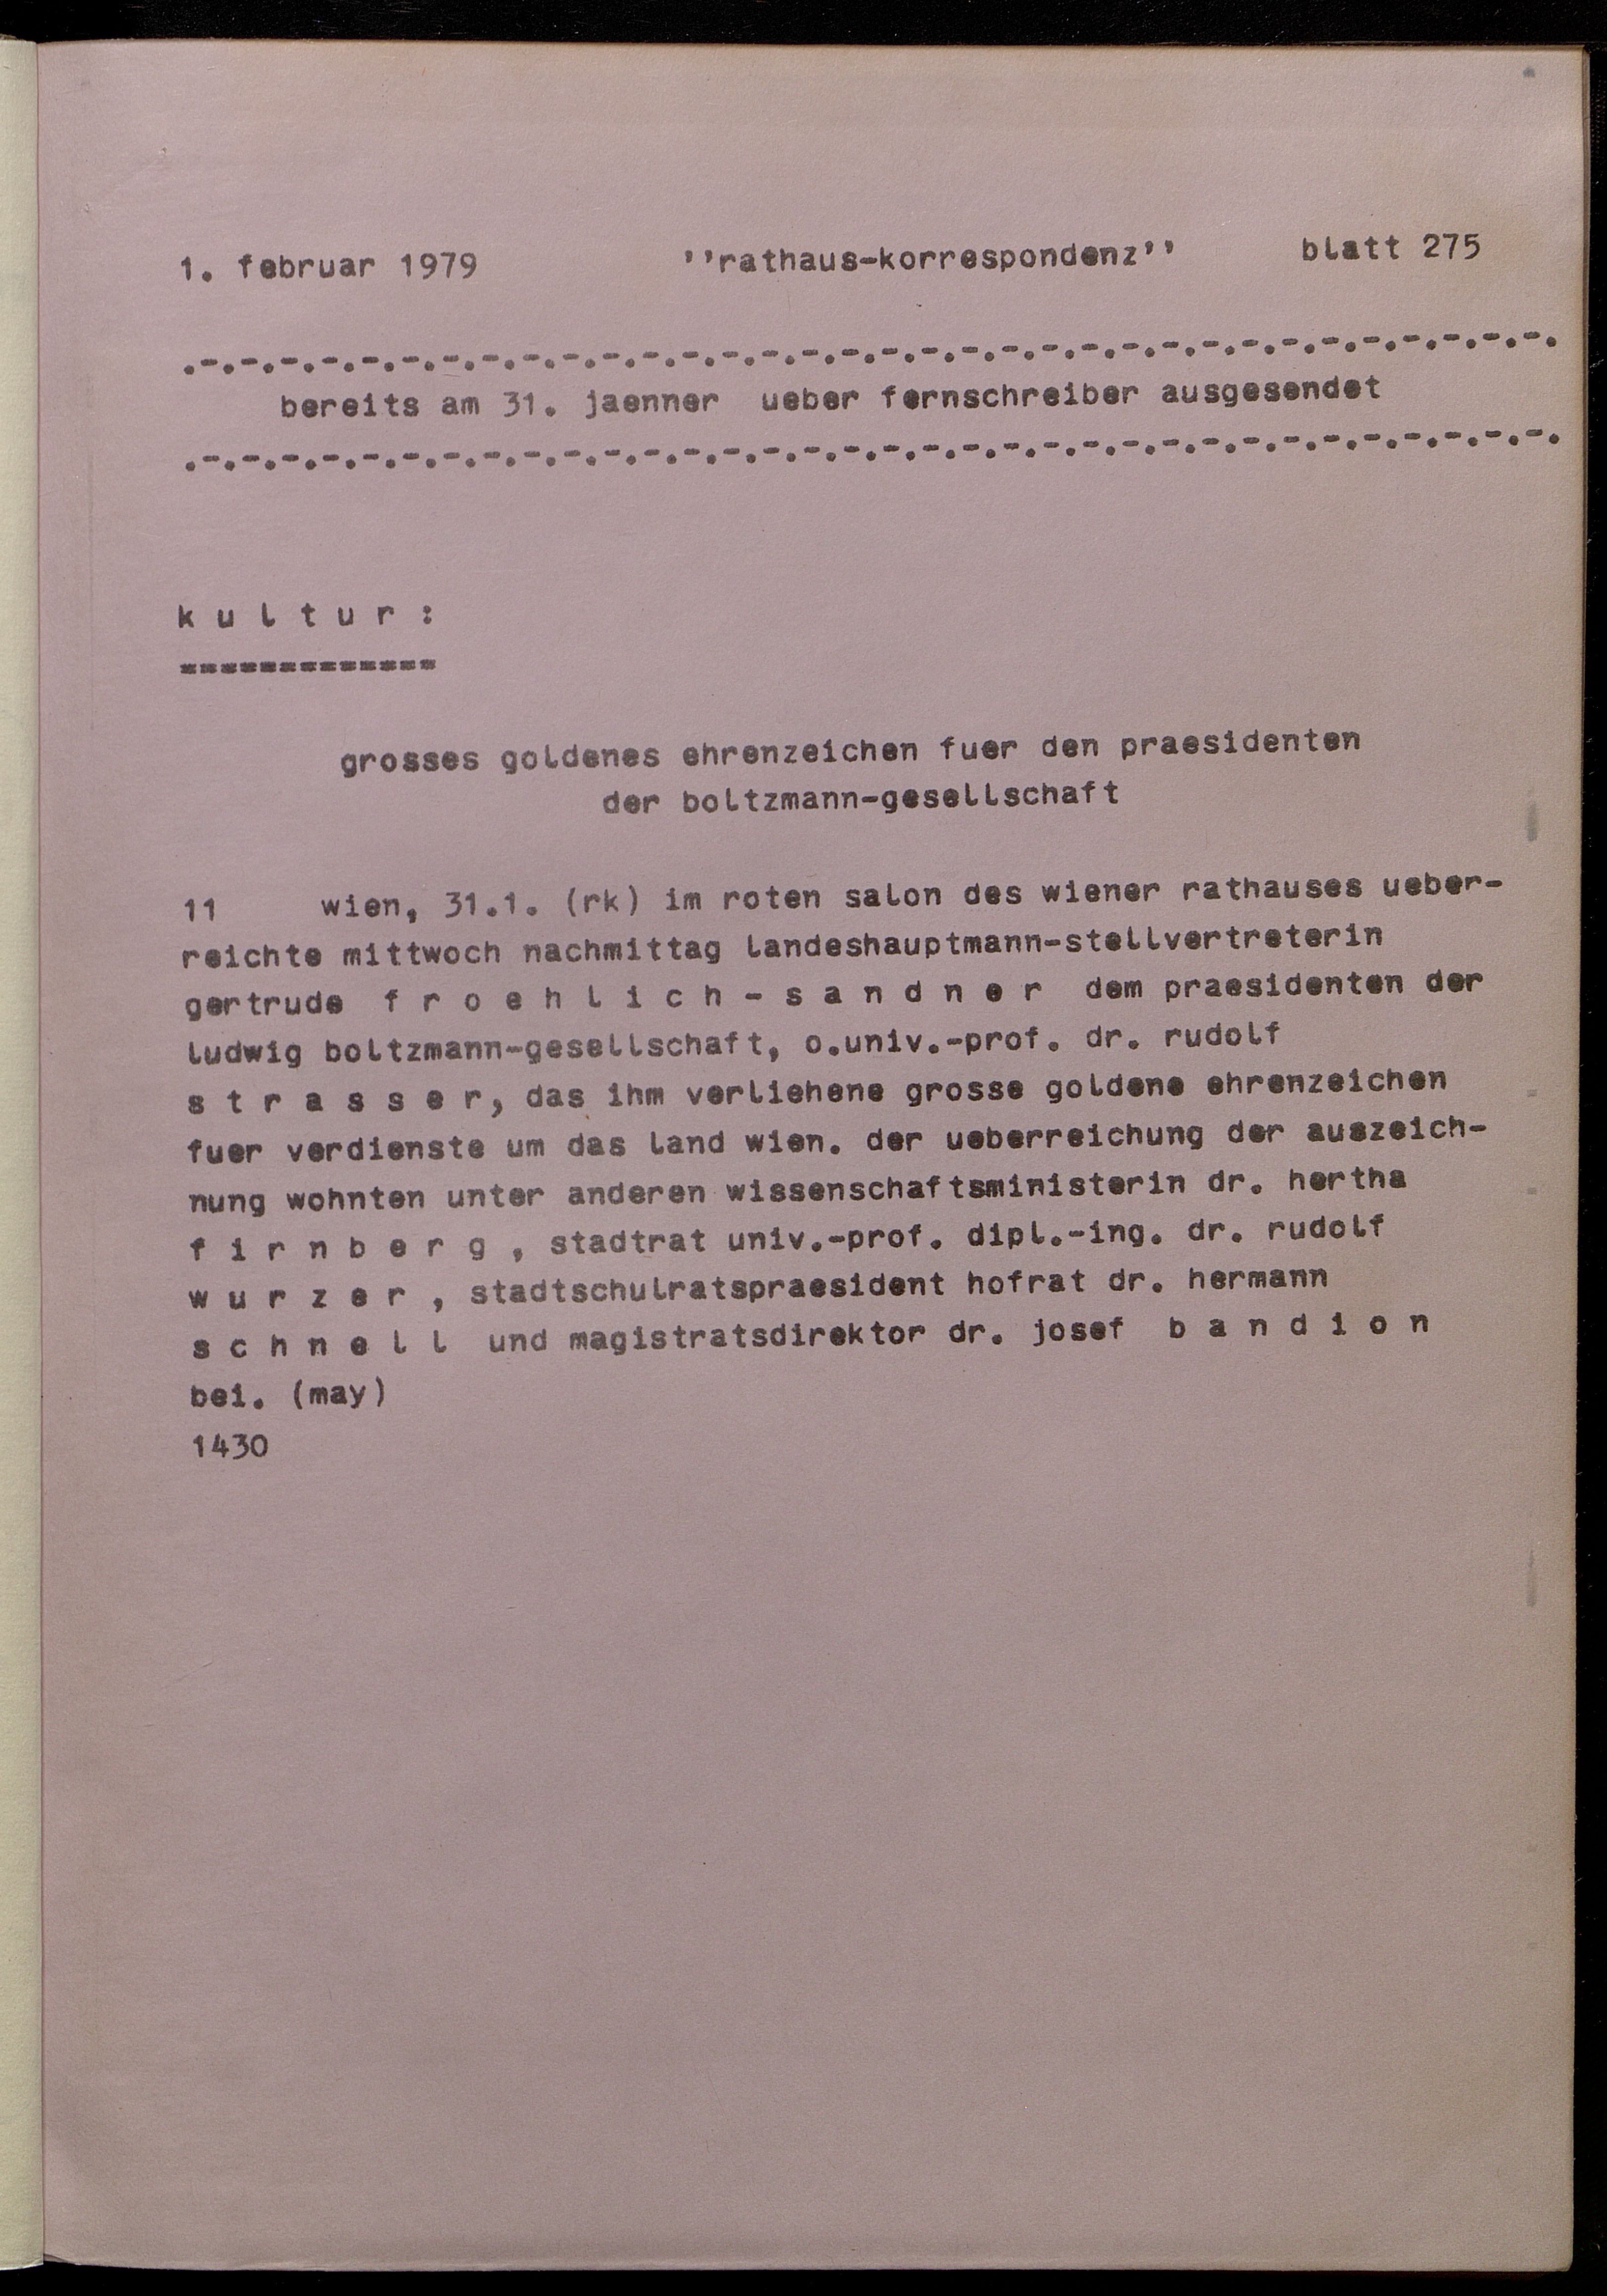 1. februar 1979 ''rathaus-korrespondenz'' blatt 275
.-.-.-.-.-.-.-.-.-.-.-.-.-.-.-.-.-.-.-.-.-.-.-.-.-.-.-.-.-.-.-.-.-.-.
bereits am 31. jaenner ueber fernschreiber ausgesendet
.-.-.-.-.-.-.-.-.-.-.-.-.-.-.-.-.-.-.-.-.-.-.-.-.-.-.-.-.-.-.-.-.-.-.
k u l t u r :
=============
grosses goldenes ehrenzeichen fuer den praesidenten
der boltzmann-gesellschaft
11 wien, 31.1. (rk) im roten salon des wiener rathauses ueber-
reichte mittwoch nachmittag landeshauptmann-stellvertreterin
gertrude f r o e h l i c h - s a n d n e r dem praesidenten der
ludwig boltzmann-gesellschaft, o.univ.-prof. dr. rudolf
s t r a s s e r, das ihm verliehene grosse goldene ehrenzeichen
fuer verdienste um das land wien. der ueberreichung der auszeich-
nung wohnten unter anderen wissenschaftsministerin dr. hertha
f i r n b e r g , stadtrat univ.-prof. dipl.-ing. dr. rudolf
w u r z e r , stadtschulratspraesident hofrat dr. hermann
s c h n e l l und magistratsdirektor dr. josef b a n d i o n
bei. (may)
1430